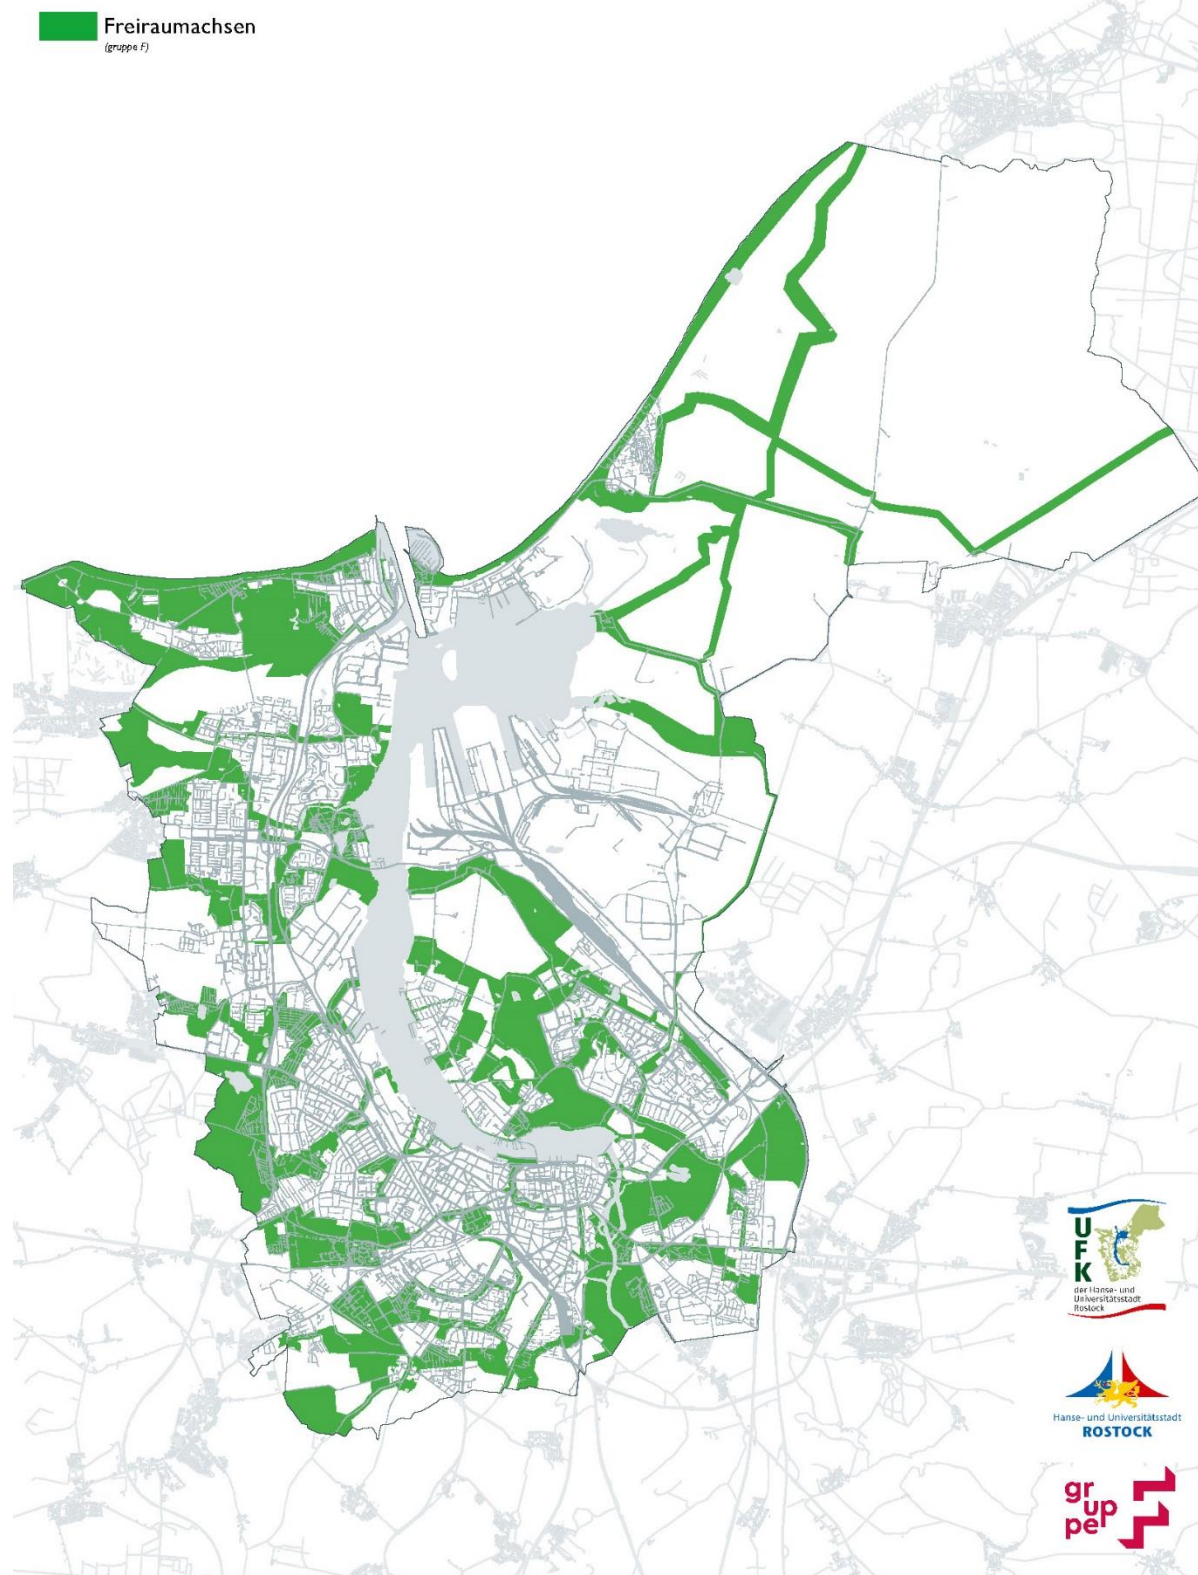 Freiraumachsen
(gruppe F)
UFK
der Hanse- und
Universitätsstadt
Rostock
Hanse- und Universitätsstadt
ROSTOCK
gr
up
pe
F